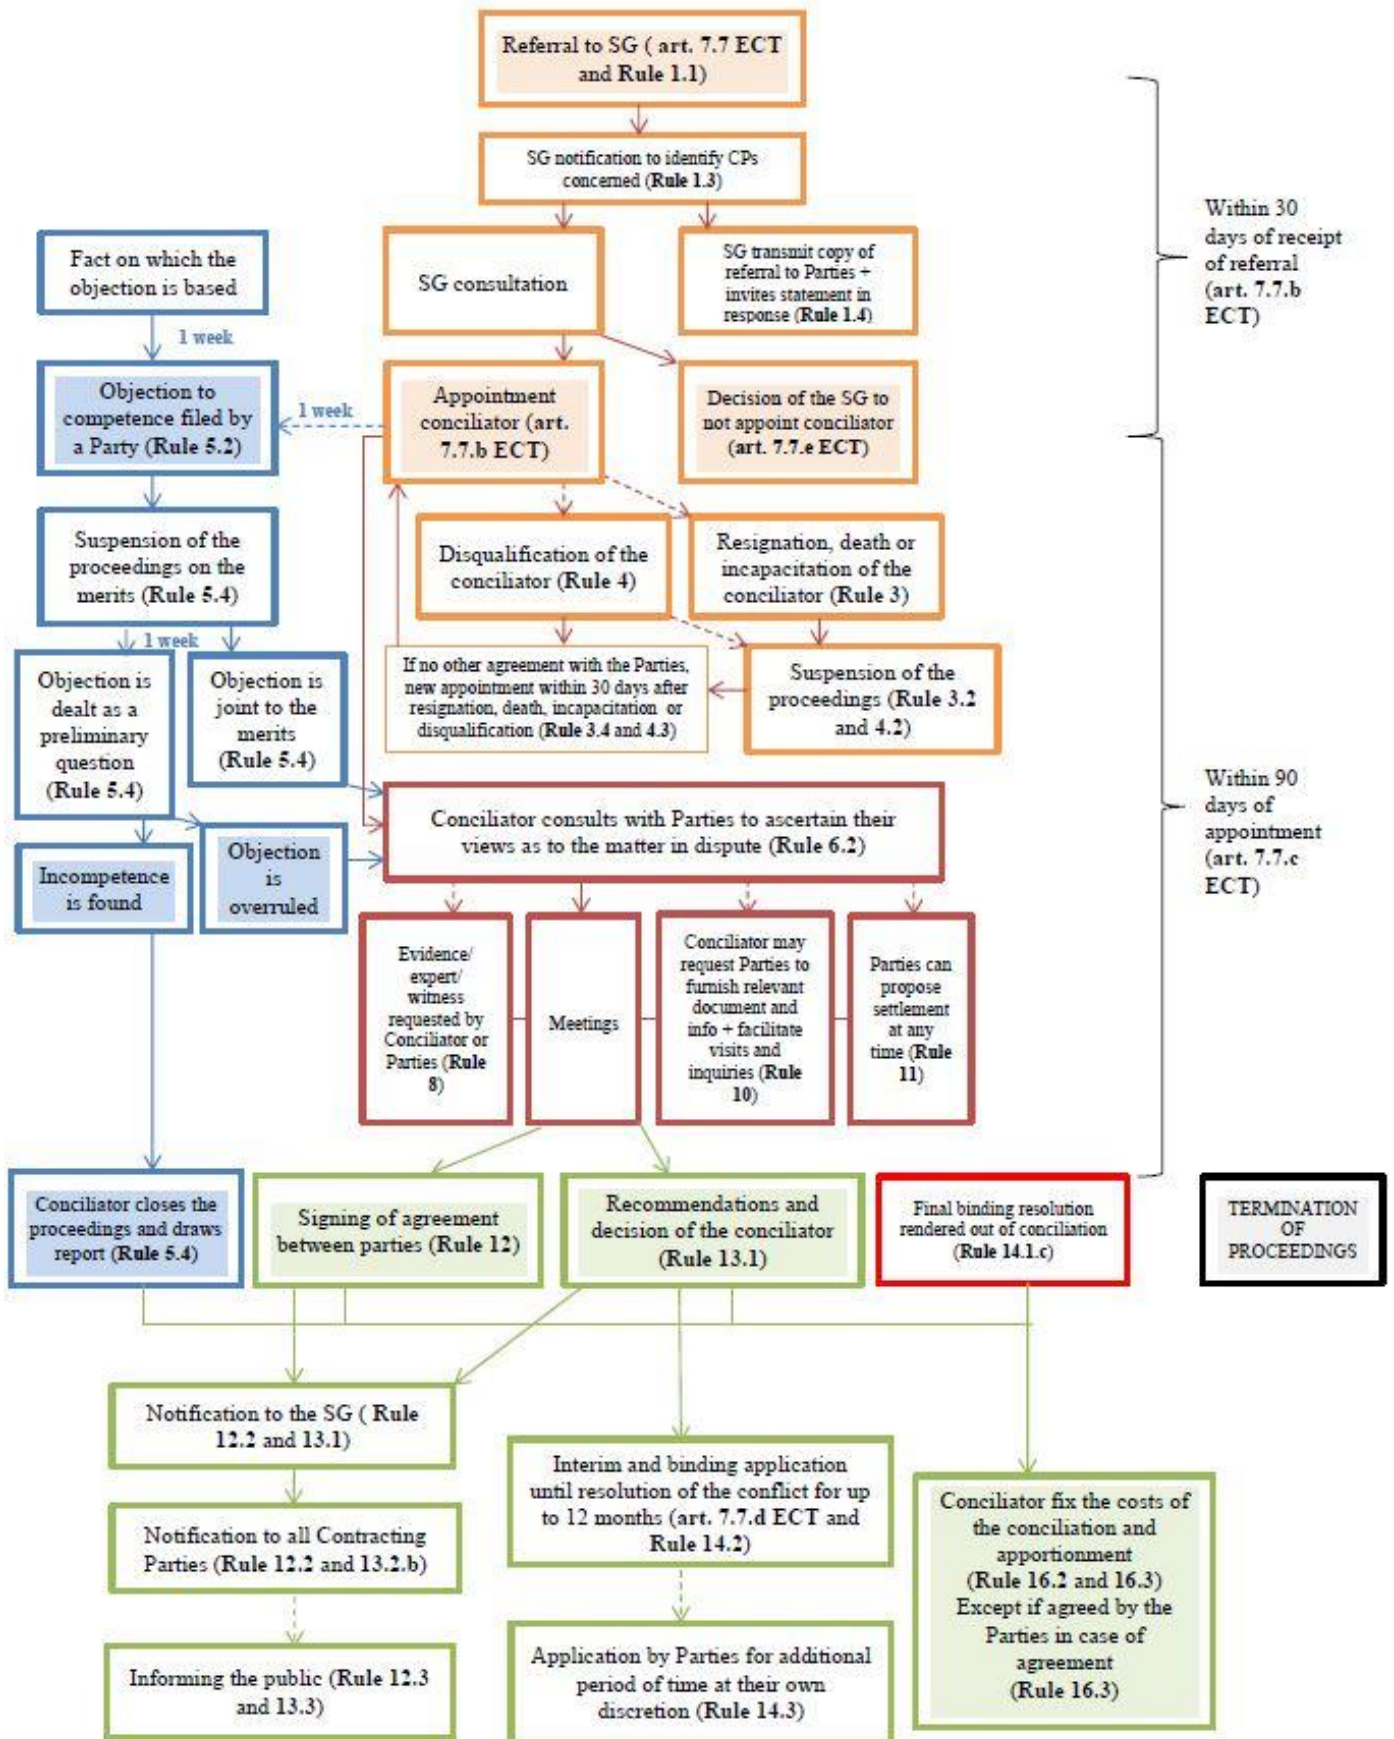 Referral to SG ( art. 7.7 ECT
and Rule 1.1)
SG notification to identify CPs
concerned (Rule 1.3)
Within 30
days of receipt
of referral
(art. 7.7.b
ECT)
Fact on which the
objection is based
SG consultation
SG transmit copy of
referral to Parties +
invites statement in
response (Rule 1.4)
1 week
Objection to
competence filed by
a Party (Rule 5.2)
1 week
Appointment
conciliator (art.
7.7.b ECT)
Decision of the SG to
not appoint conciliator
(art. 7.7.e ECT)
Suspension of the
proceedings on the
merits (Rule 5.4)
Disqualification of the
conciliator (Rule 4)
Resignation, death or
incapacitation of the
conciliator (Rule 3)
1 week
Objection is
dealt as a
preliminary
question
(Rule 5.4)
Objection is
joint to the
merits
(Rule 5.4)
If no other agreement with the Parties,
new appointment within 30 days after
resignation, death, incapacitation or
disqualification (Rule 3.4 and 4.3)
Suspension of the
proceedings (Rule 3.2
and 4.2)
Within 90
days of
appointment
(art. 7.7.c
ECT)
Conciliator consults with Parties to ascertain their
views as to the matter in dispute (Rule 6.2)
Incompetence
is found
Objection
is
overruled
Evidence/
expert/
witness
requested by
Conciliator or
Parties (Rule
8)
Meetings
Conciliator may
request Parties to
furnish relevant
document and
info + facilitate
visits and
inquiries (Rule
10)
Parties can
propose
settlement
at any
time (Rule
11)
Conciliator closes the
proceedings and draws
report (Rule 5.4)
Signing of agreement
between parties (Rule 12)
Recommendations and
decision of the conciliator
(Rule 13.1)
Final binding resolution
rendered out of conciliation
(Rule 14.1.c)
TERMINATION
OF
PROCEEDINGS
Notification to the SG ( Rule
12.2 and 13.1)
Interim and binding application
until resolution of the conflict for up
to 12 months (art. 7.7.d ECT and
Rule 14.2)
Conciliator fix the costs of
the conciliation and
apportionment
(Rule 16.2 and 16.3)
Except if agreed by the
Parties in case of
agreement
(Rule 16.3)
Notification to all Contracting
Parties (Rule 12.2 and 13.2.b)
Informing the public (Rule 12.3
and 13.3)
Application by Parties for additional
period of time at their own
discretion (Rule 14.3)